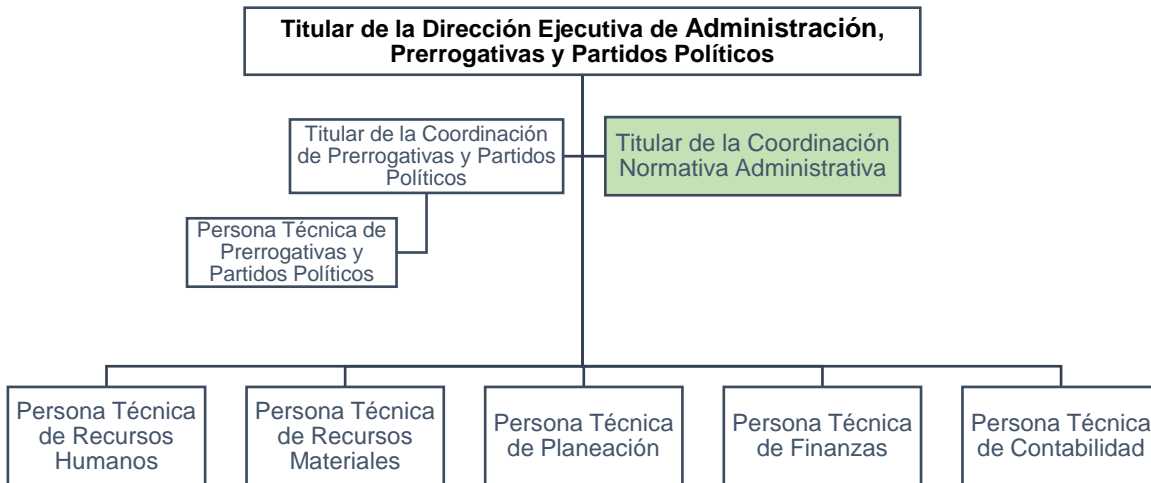 Titular de la Dirección Ejecutiva de Administración,
Prerrogativas y Partidos Políticos
Titular de la Coordinación
de Prerrogativas y Partidos
Políticos
Titular de la Coordinación
Normativa Administrativa
Persona Técnica de
Prerrogativas y
Partidos Políticos
Persona Técnica
de Recursos
Humanos
Persona Técnica
de Recursos
Materiales
Persona Técnica
de Planeación
Persona Técnica
de Finanzas
Persona Técnica
de Contabilidad